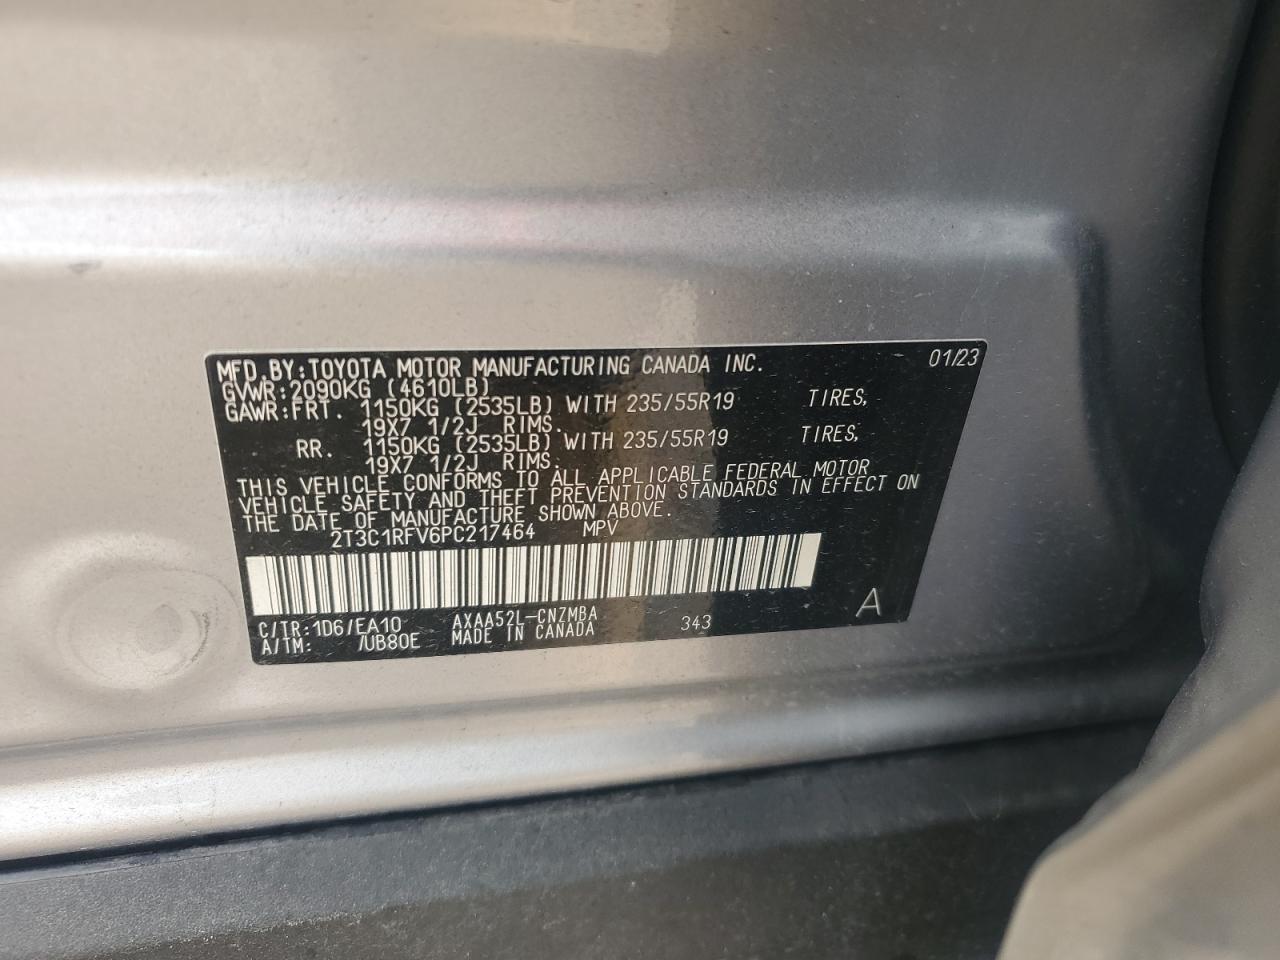 MFD.BY:TOYOTA MOTOR MANUFACTURING CANADA INC. 01/23
GVWR:2090KG (4610LB)
GAWR:FRT. 1150KG (2535LB) WITH 235/55R19 TIRES,
19X7 1/2J RIMS.
RR. 1150KG (2535LB) WITH 235/55R19 TIRES,
19X7 1/2J RIMS.
THIS VEHICLE CONFORMS TO ALL APPLICABLE FEDERAL MOTOR
VEHICLE SAFETY AND THEFT PREVENTION STANDARDS IN EFFECT ON
THE DATE OF MANUFACTURE SHOWN ABOVE.
2T3C1RFV6PC217464 MPV
C/TR:1D6/EA10 AXAA52L-CNZMBA 343 A
A/TM: /UB80E MADE IN CANADA